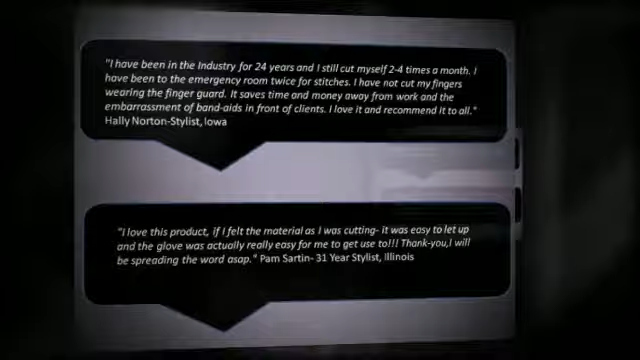 "I have been in the Industry for 24 years and I still cut myself 2-4 times a month. I
have been to the emergency room twice for stitches. I have not cut my fingers
wearing the finger guard. It saves time and money away from work and the
embarrassment of band-aids in front of clients. I love it and recommend it to all."
Hally Norton-Stylist, Iowa
"I love this product, if I felt the material as I was cutting- it was easy to let up
and the glove was actually really easy for me to get use to!!! Thank-you,I will
be spreading the word asap." Pam Sartin- 31 Year Stylist, Illinois